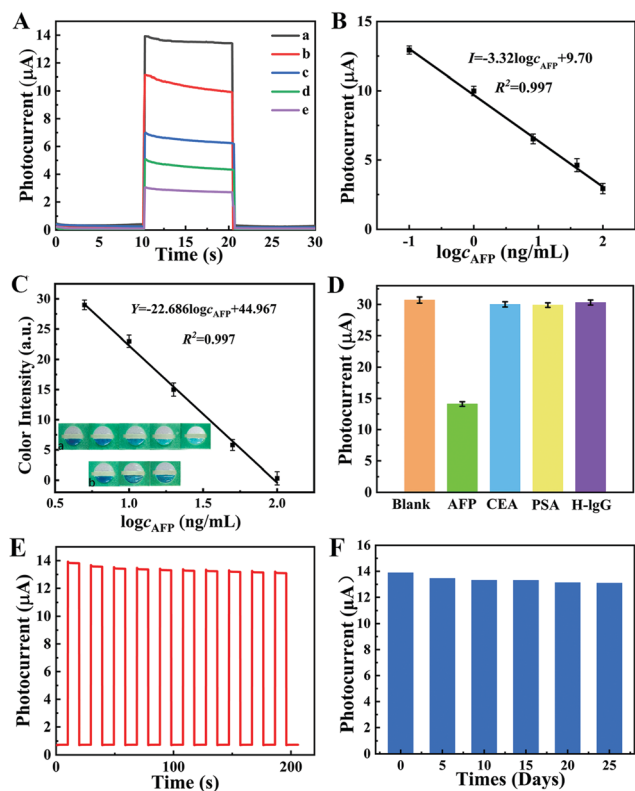 A
Photocurrent (μA)
14
12
10
8
6
4
2
0
a
b
c
d
e
0 5 10 15 20 25 30
Time (s)
B
Photocurrent (μA)
15
10
5
0
I=-3.32logcAFP+9.70
R²=0.997
-1 0 1 2
logcAFP (ng/mL)
C
Color Intensity (a.u.)
30
25
20
15
10
5
0
Y=-22.686logcAFP+44.967
R²=0.997
a
b
0.5 1.0 1.5 2.0
logcAFP (ng/mL)
D
Photocurrent (μA)
30
25
20
15
10
5
0
Blank AFP CEA PSA H-IgG
E
Photocurrent (μA)
14
12
10
8
6
4
2
0
0 100 200
Time (s)
F
Photocurrent (μA)
16
14
12
10
8
6
4
2
0
0 5 10 15 20 25
Times (Days)